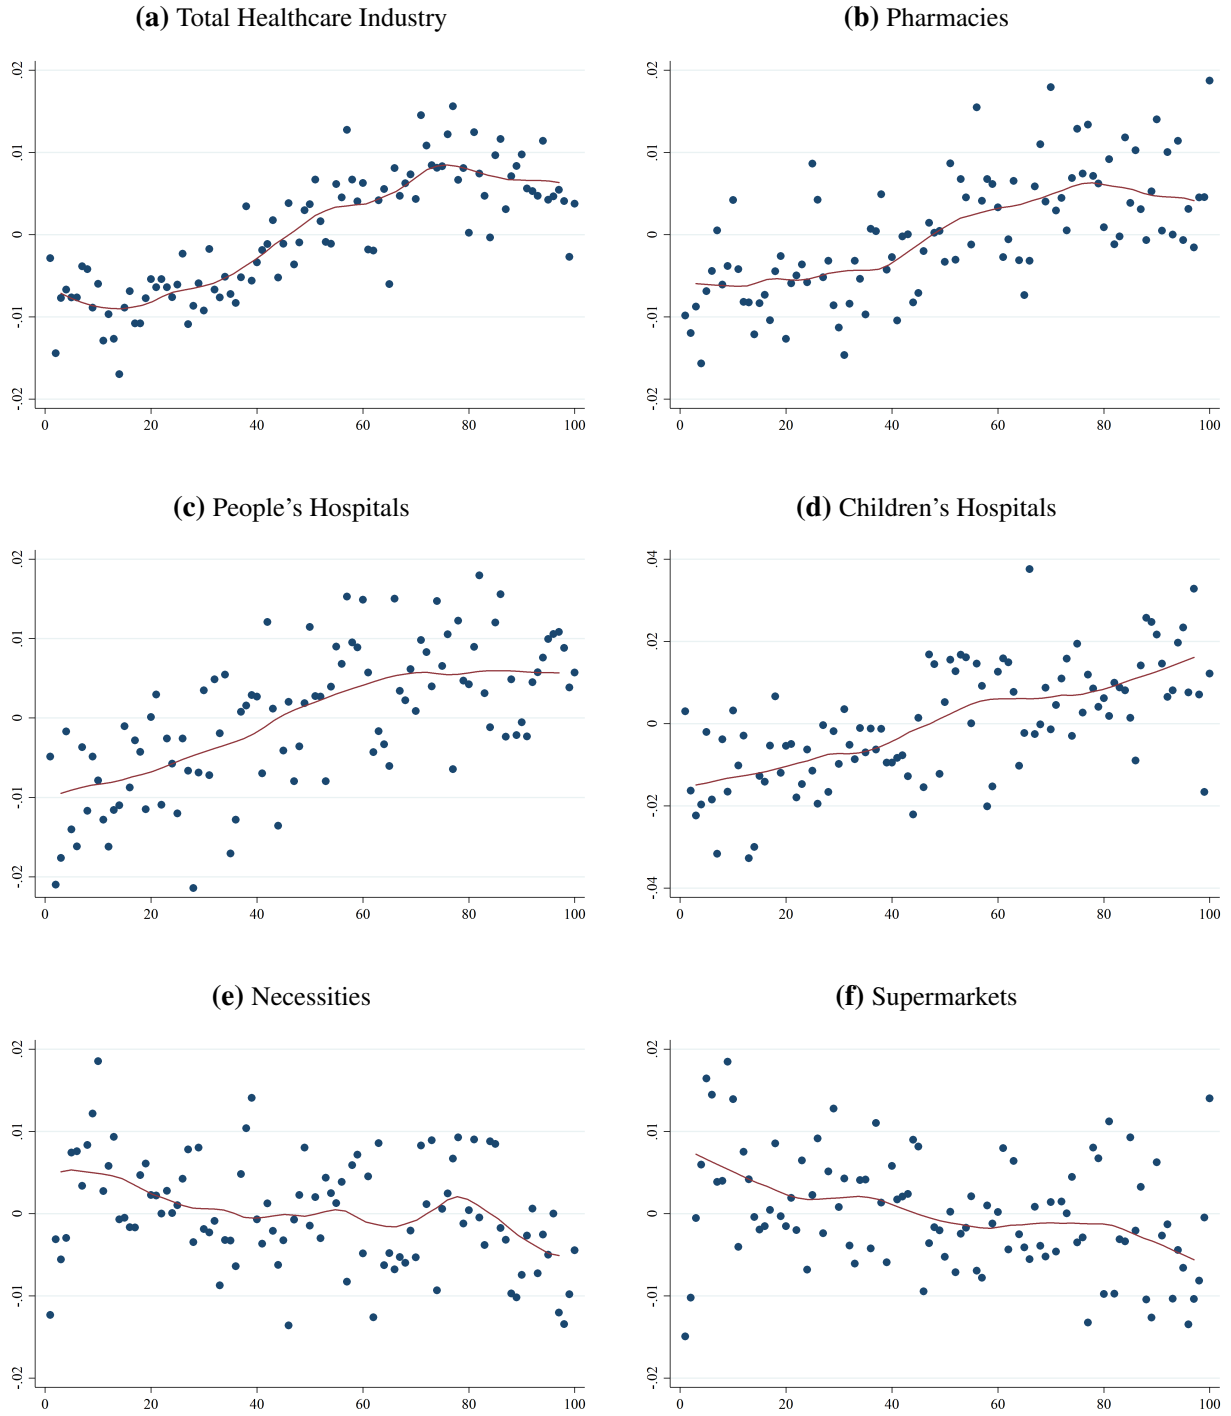 (a) Total Healthcare Industry
(b) Pharmacies
.02
.01
0
-.01
-.02
0 20 40 60 80 100
.02
.01
0
-.01
-.02
0 20 40 60 80 100
(c) People's Hospitals
(d) Children's Hospitals
.02
.01
0
-.01
-.02
0 20 40 60 80 100
.04
.02
0
-.02
-.04
0 20 40 60 80 100
(e) Necessities
(f) Supermarkets
.02
.01
0
-.01
-.02
0 20 40 60 80 100
.02
.01
0
-.01
-.02
0 20 40 60 80 100